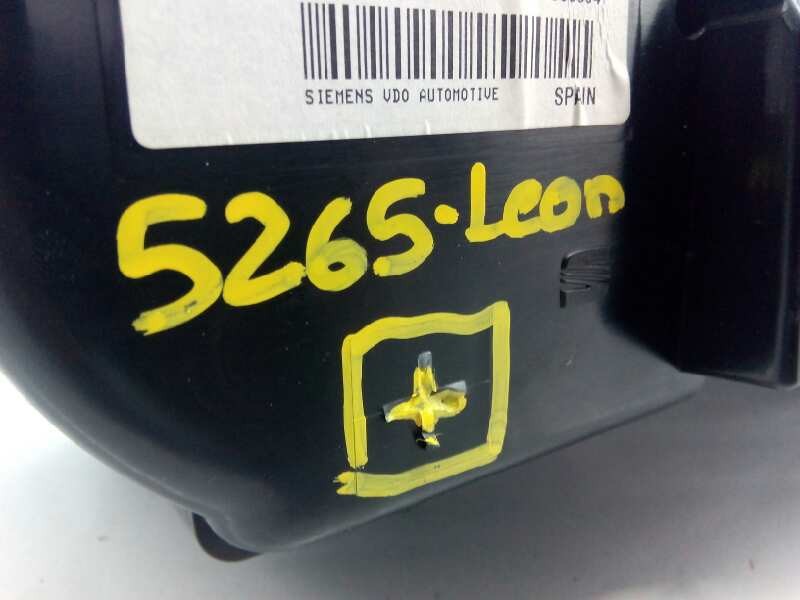 SIEMENS VDO AUTOMOTIVE SPAIN
5265-Leon